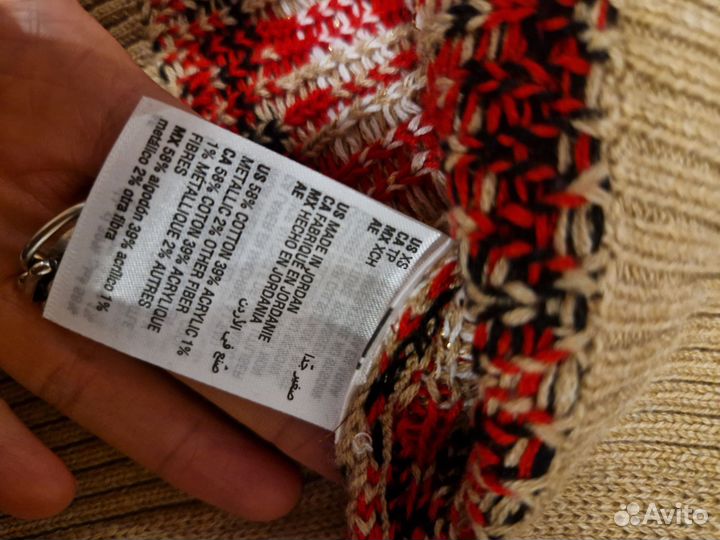 US XS
CA TP
MX XCH
AE
صغير جدا
US MADE IN JORDAN
CA FABRIQUÉ EN JORDANIE
MX HECHO EN JORDANIA.
AE
صنع في الأردن
US 58% COTTON 39% ACRYLIC 1%
METALLIC 2% OTHER FIBER
CA 58% COTON 39% ACRYLIQUE
1% MÉTALLIQUE 2% AUTRES
FIBRES
MX 58% algodón 39% acrílico 1%
metálico 2% otra fibra
Avito